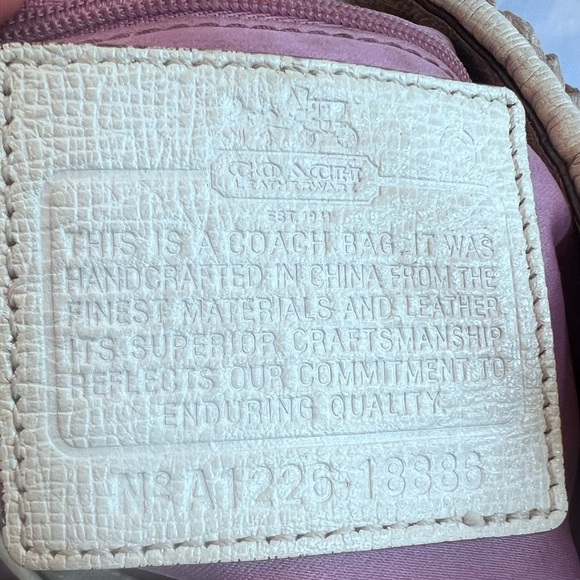 COACH
LEATHERWARE
EST. 1941
THIS IS A COACH BAG. IT WAS
HANDCRAFTED IN CHINA FROM THE
FINEST MATERIALS AND LEATHER.
ITS SUPERIOR CRAFTSMANSHIP
REFLECTS OUR COMMITMENT TO
ENDURING QUALITY.
Nº A1226-18886